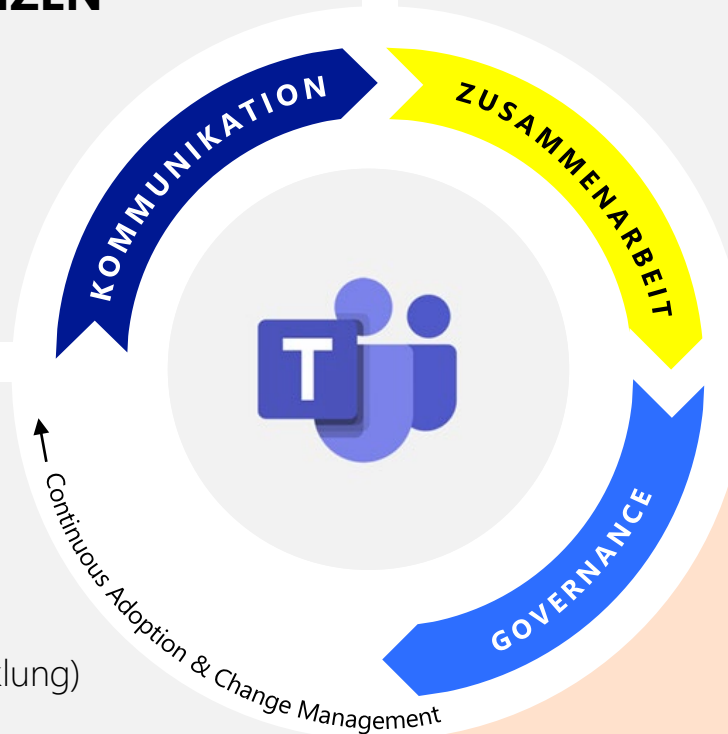 KOMMUNIKATION
ZUSAMMENARBEIT
T
GOVERNANCE
Continuous Adoption & Change Management